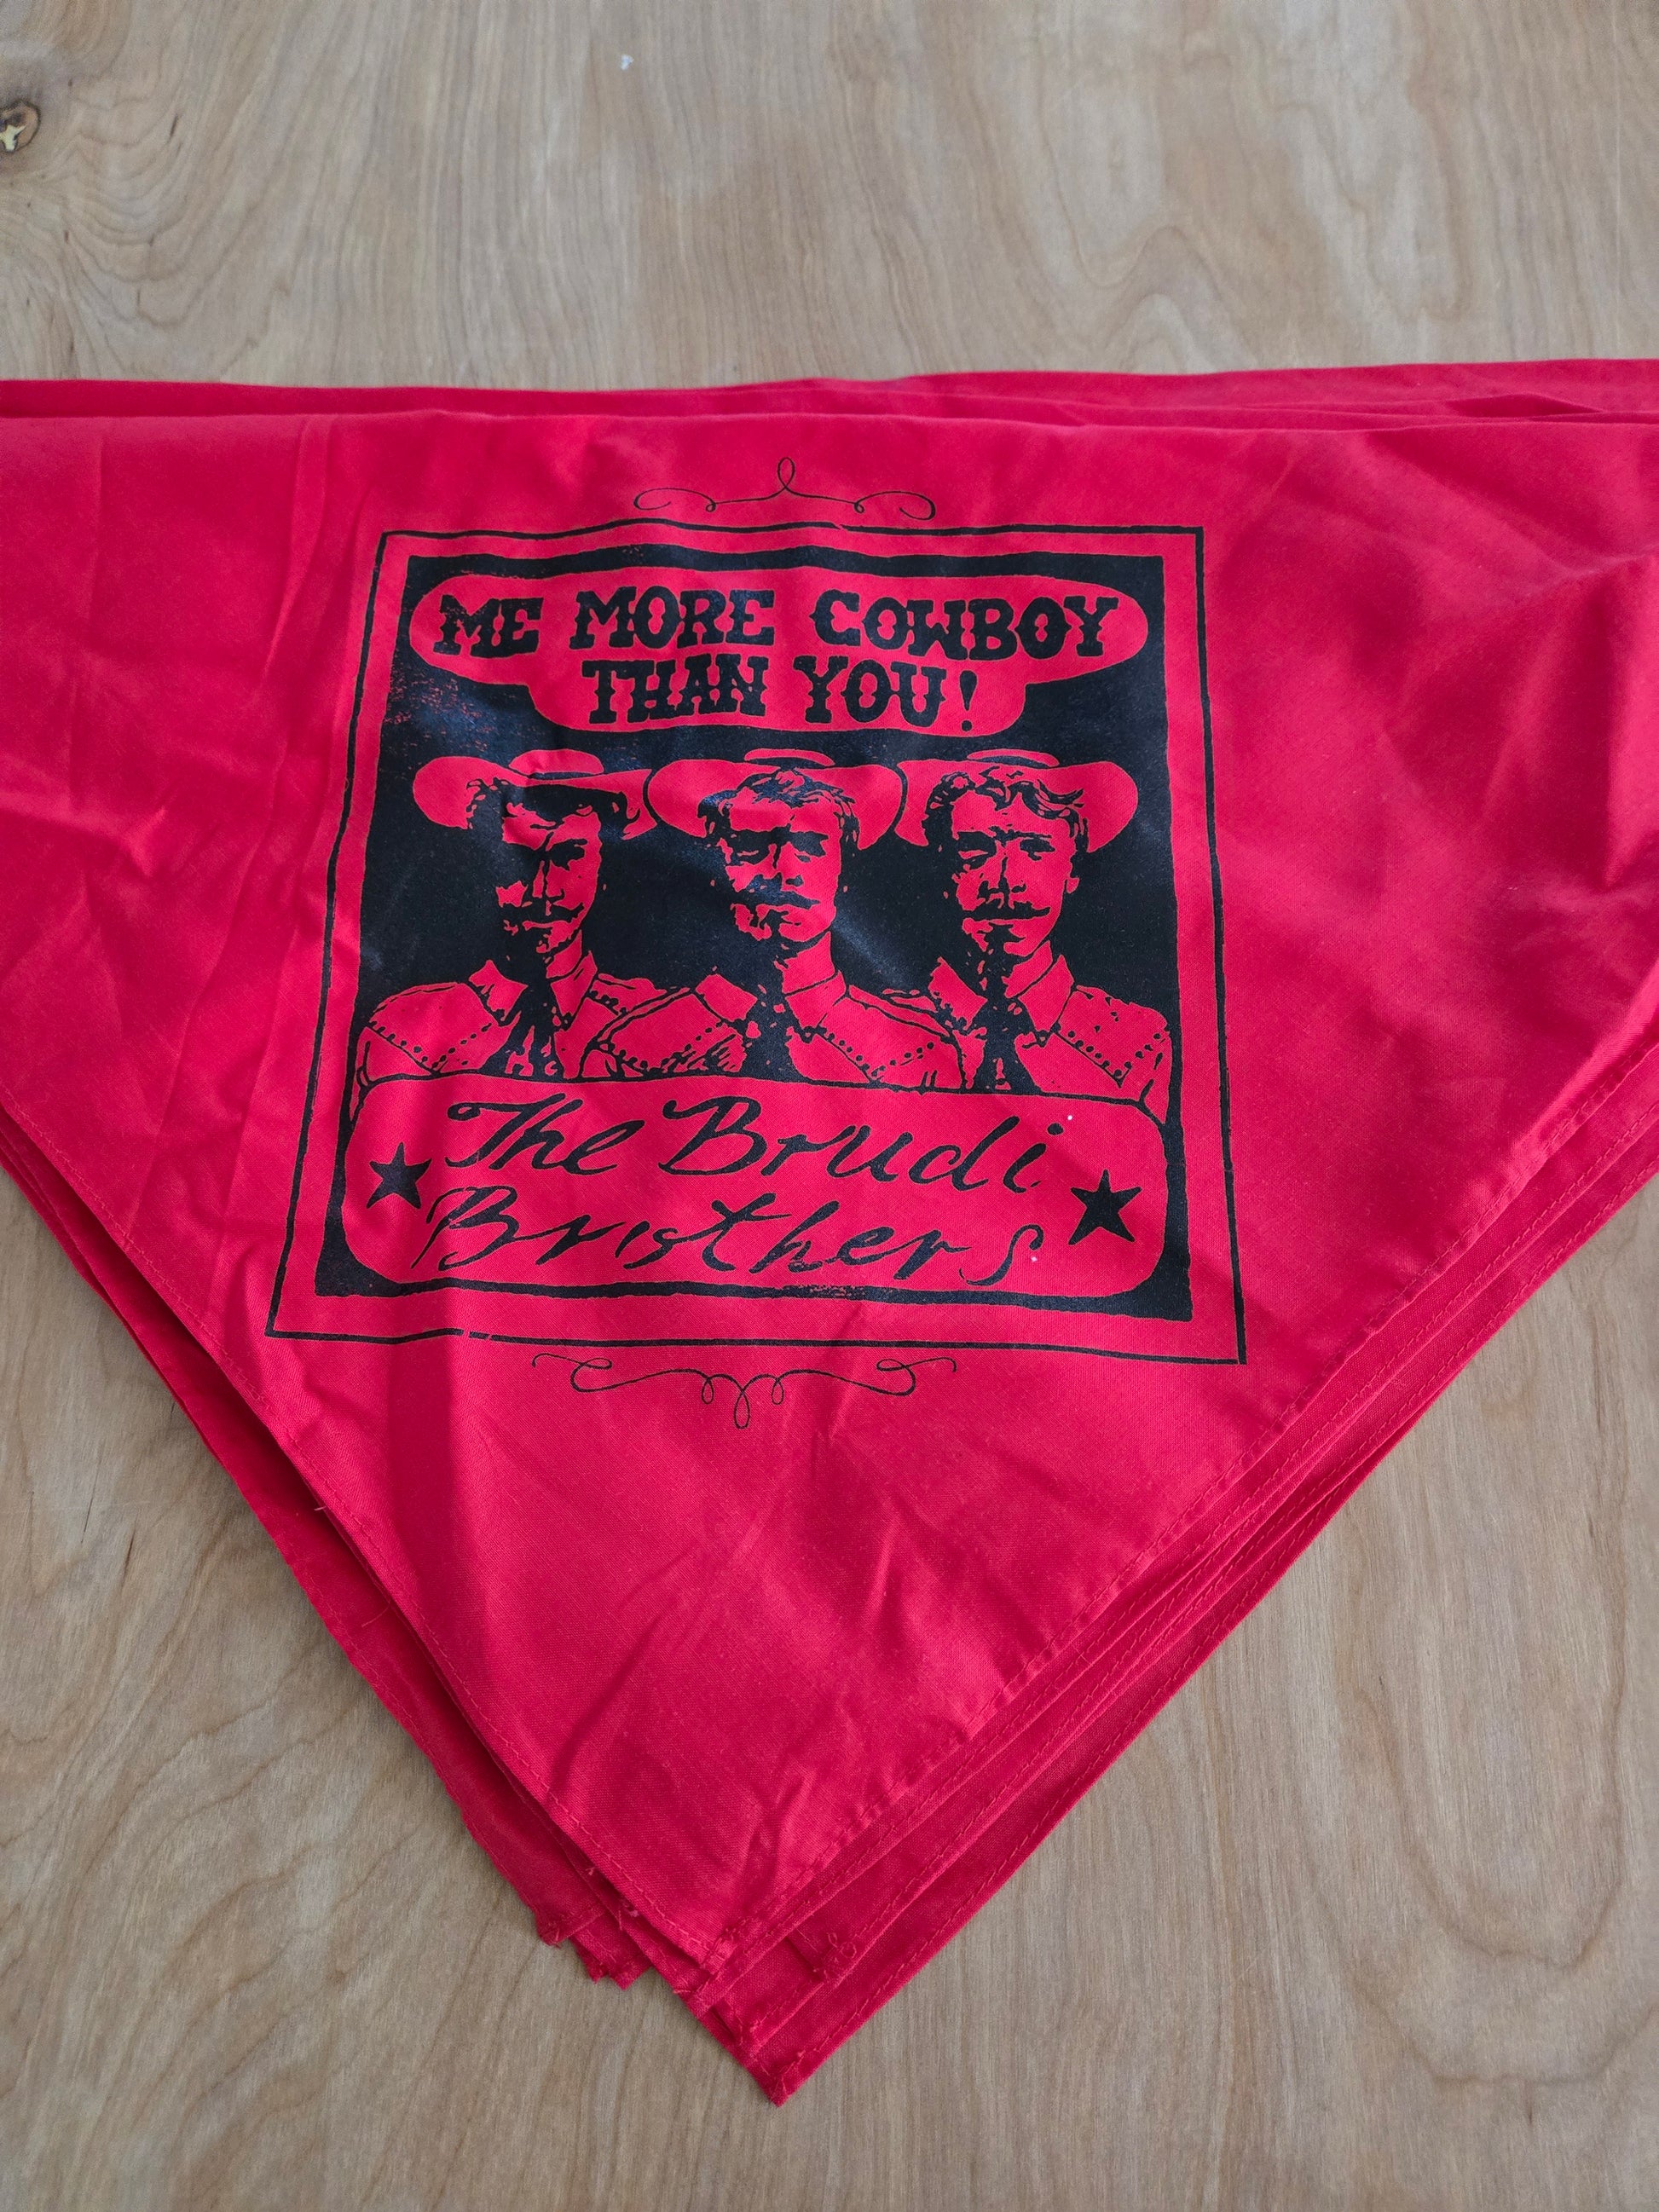 ME MORE COWBOY
THAN YOU!
The Brudi
Brothers